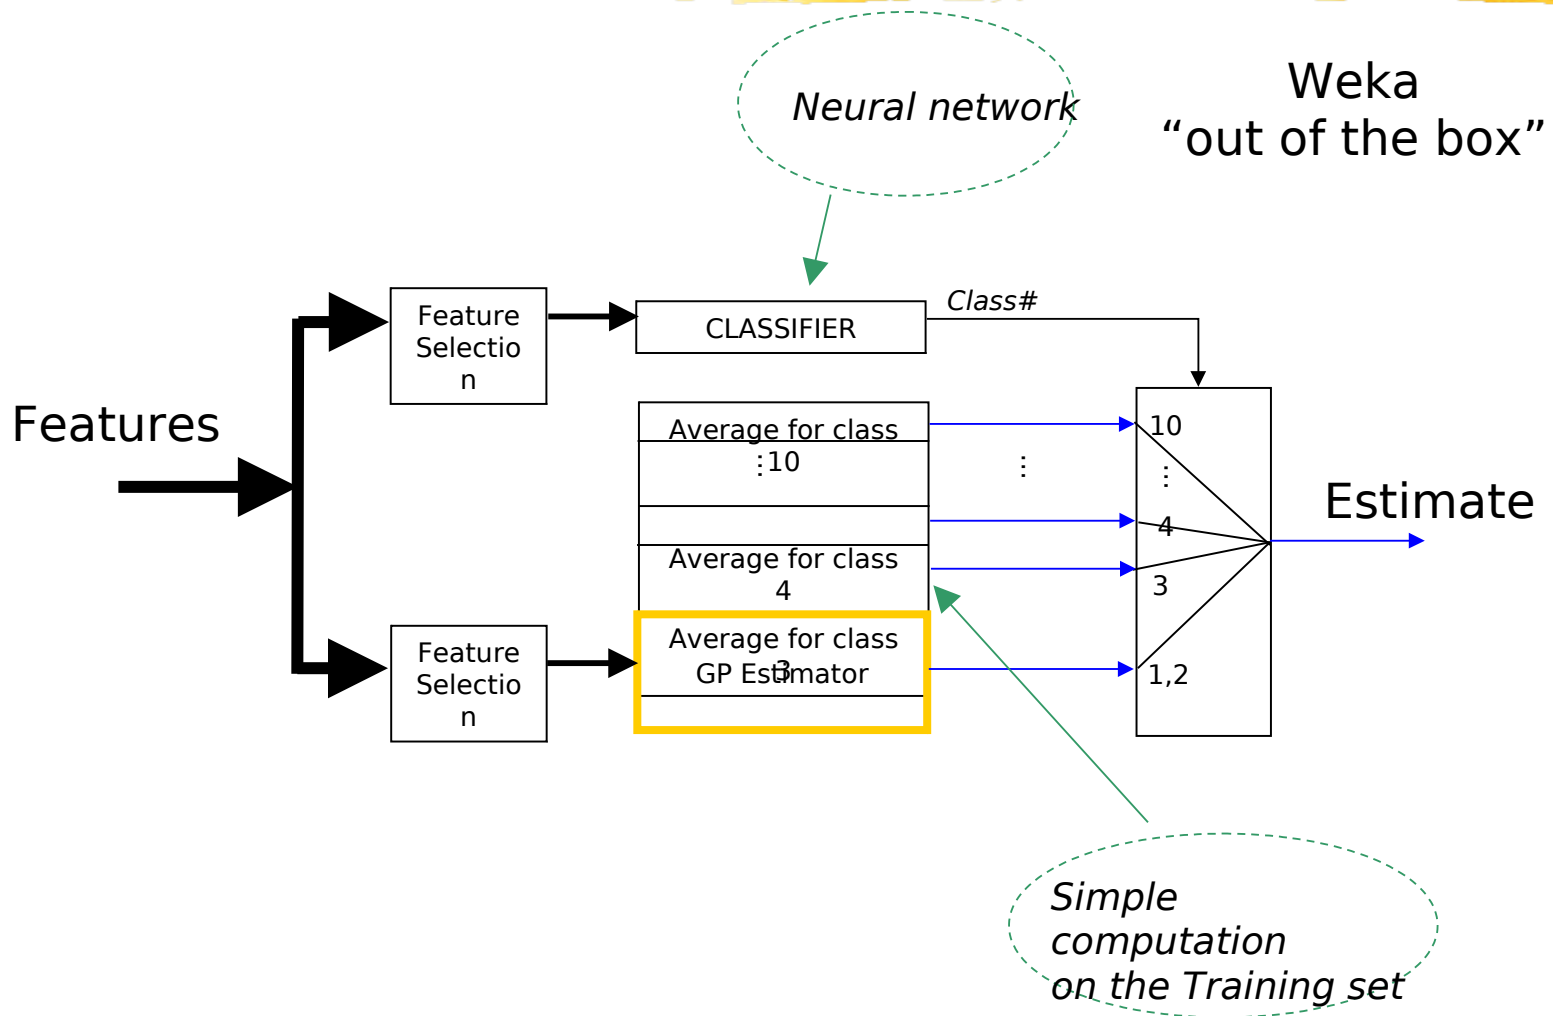 Neural network
Weka
“out of the box”
Feature
Selectio
n
CLASSIFIER
Class#
Features
Average for class
10
⋮
⋮
10
⋮
4
3
1,2
Estimate
Average for class
4
Average for class
3
GP Estimator
Feature
Selectio
n
Simple
computation
on the Training set